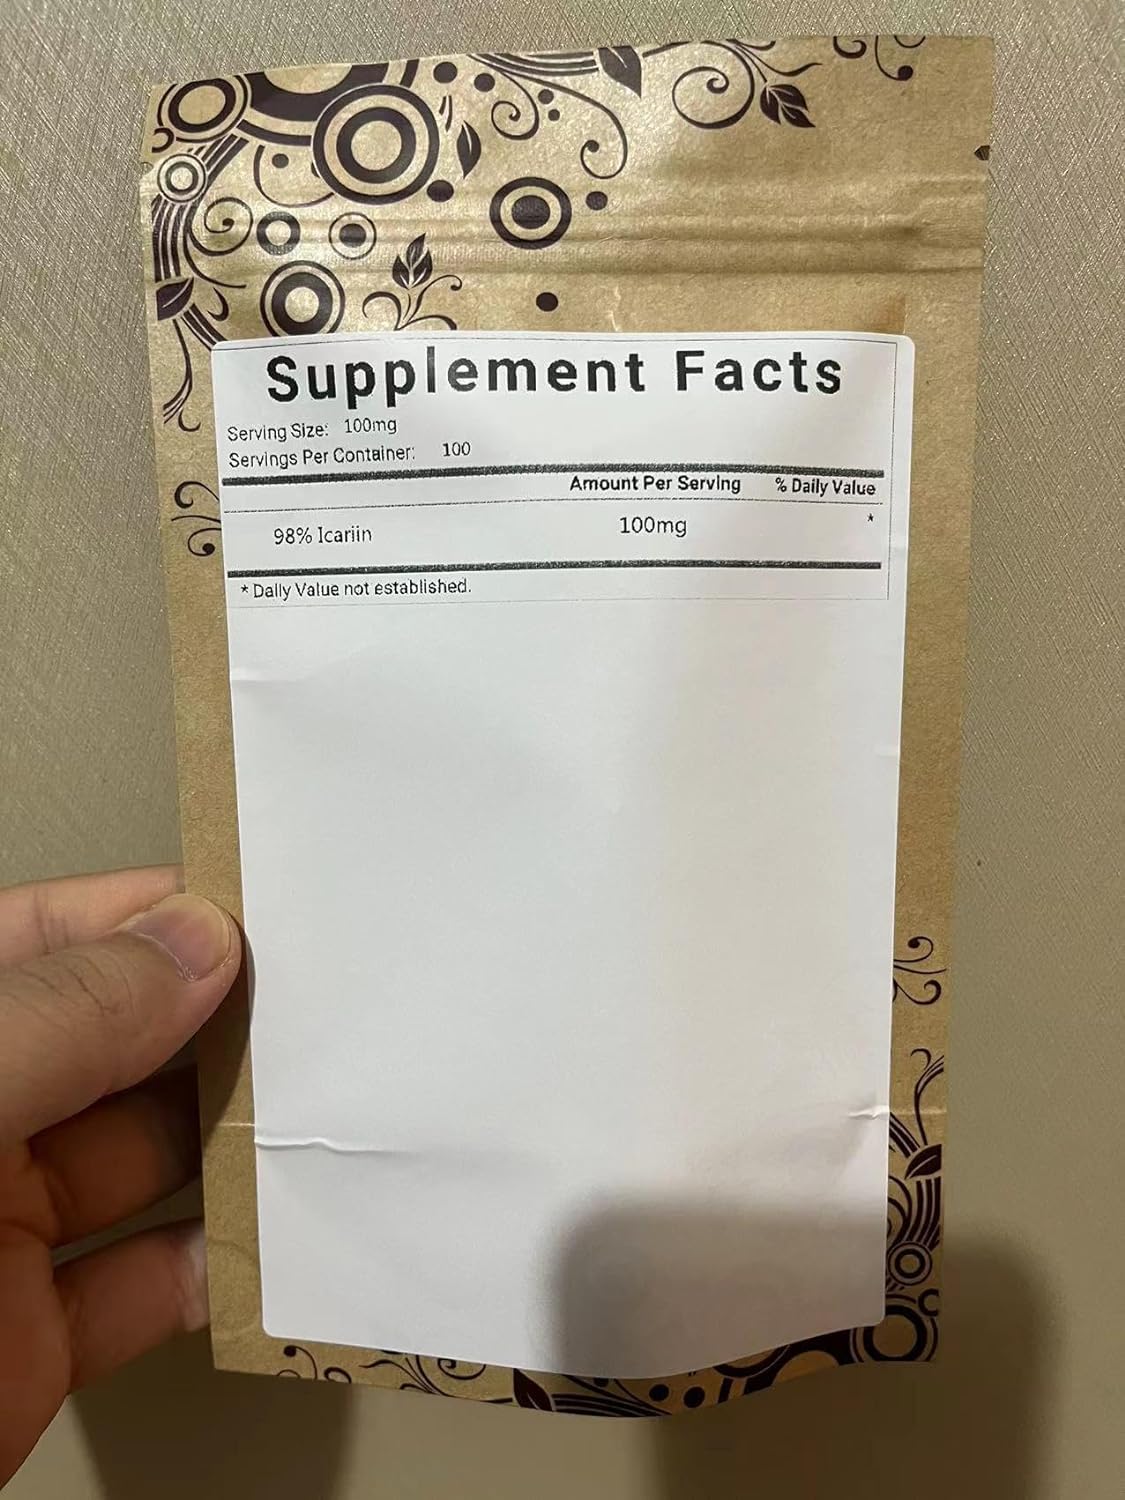 Supplement Facts
Serving Size: 100mg
Servings Per Container: 100
Amount Per Serving % Daily Value
98% Icariin 100mg *
* Daily Value not established.